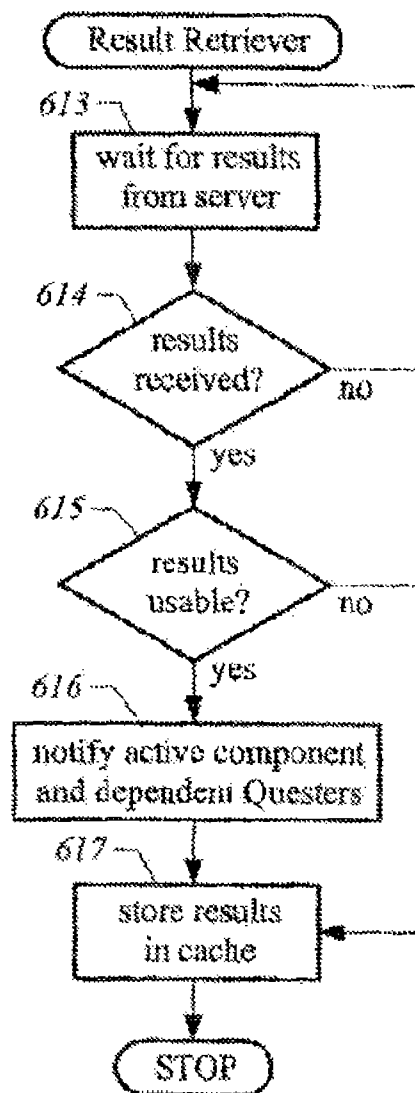 Result Retriever
613
wait for results
from server
614
results
received?
no
yes
615
results
usable?
no
yes
616
notify active component
and dependent Questers
617
store results
in cache
STOP